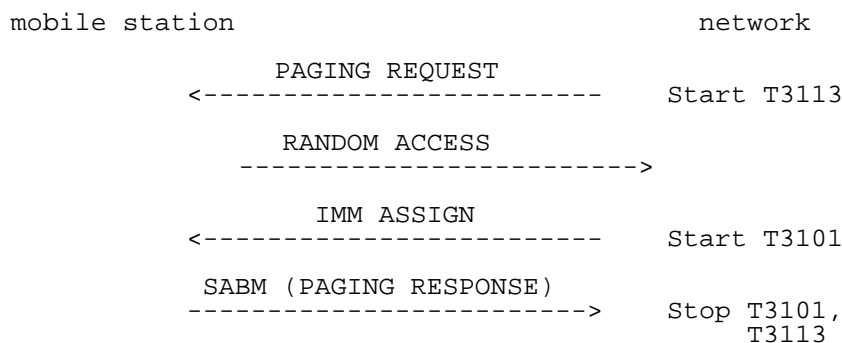 mobile station network
PAGING REQUEST
<-------------------------- Start T3113
RANDOM ACCESS
------------------------->
IMM ASSIGN
<-------------------------- Start T3101
SABM (PAGING RESPONSE)
-------------------------> Stop T3101,
T3113